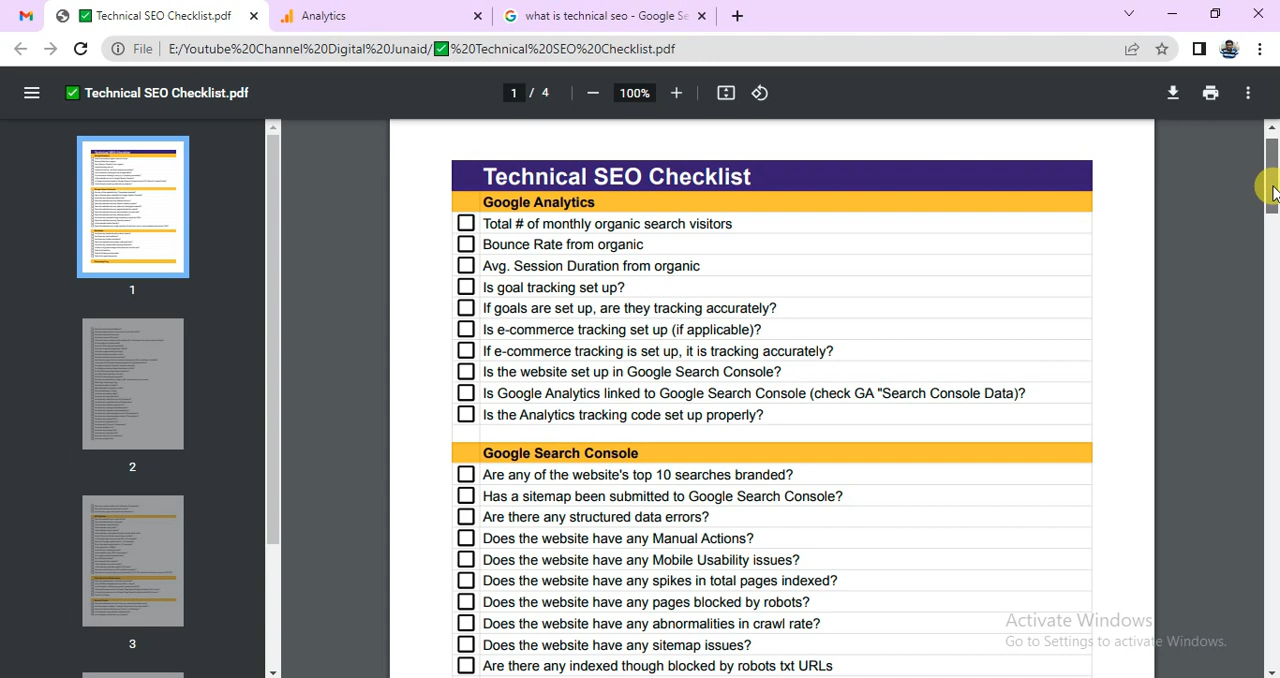 Technical SEO Checklist.pdf
Analytics
what is technical seo - Google Se
File
E:/Youtube%20Channel%20Digital%20Junaid/✅%20Technical%20SEO%20Checklist.pdf
✅ Technical SEO Checklist.pdf
1 / 4
100%
1
2
3
Technical SEO Checklist
Google Analytics
Total # of monthly organic search visitors
Bounce rate from organic
Avg. Session Duration from organic
Is goal tracking set up?
If goals are set up, are they tracking accurately?
Is e-commerce tracking set up (if applicable)?
If e-commerce tracking is set up, it is tracking accurately?
Is the website set up in Google Search Console?
Is Google Analytics linked to Google Search Console (check GA "Search Console Data)?
Is the Analytics tracking code set up properly?
Google Search Console
Are any of the website's top 10 searches branded?
Has a sitemap been submitted to Google Search Console?
Are there any structured data errors?
Does the website have any Manual Actions?
Does the website have any Mobile Usability issues?
Does the website have any spikes in its pages indexed?
Does the website have any pages blocked by robots?
Does the website have any abnormalities in crawl rate?
Does the website have any sitemap issues?
Are there any indexed though blocked by robots txt URLs
Activate Windows
Go to Settings to activate Windows.